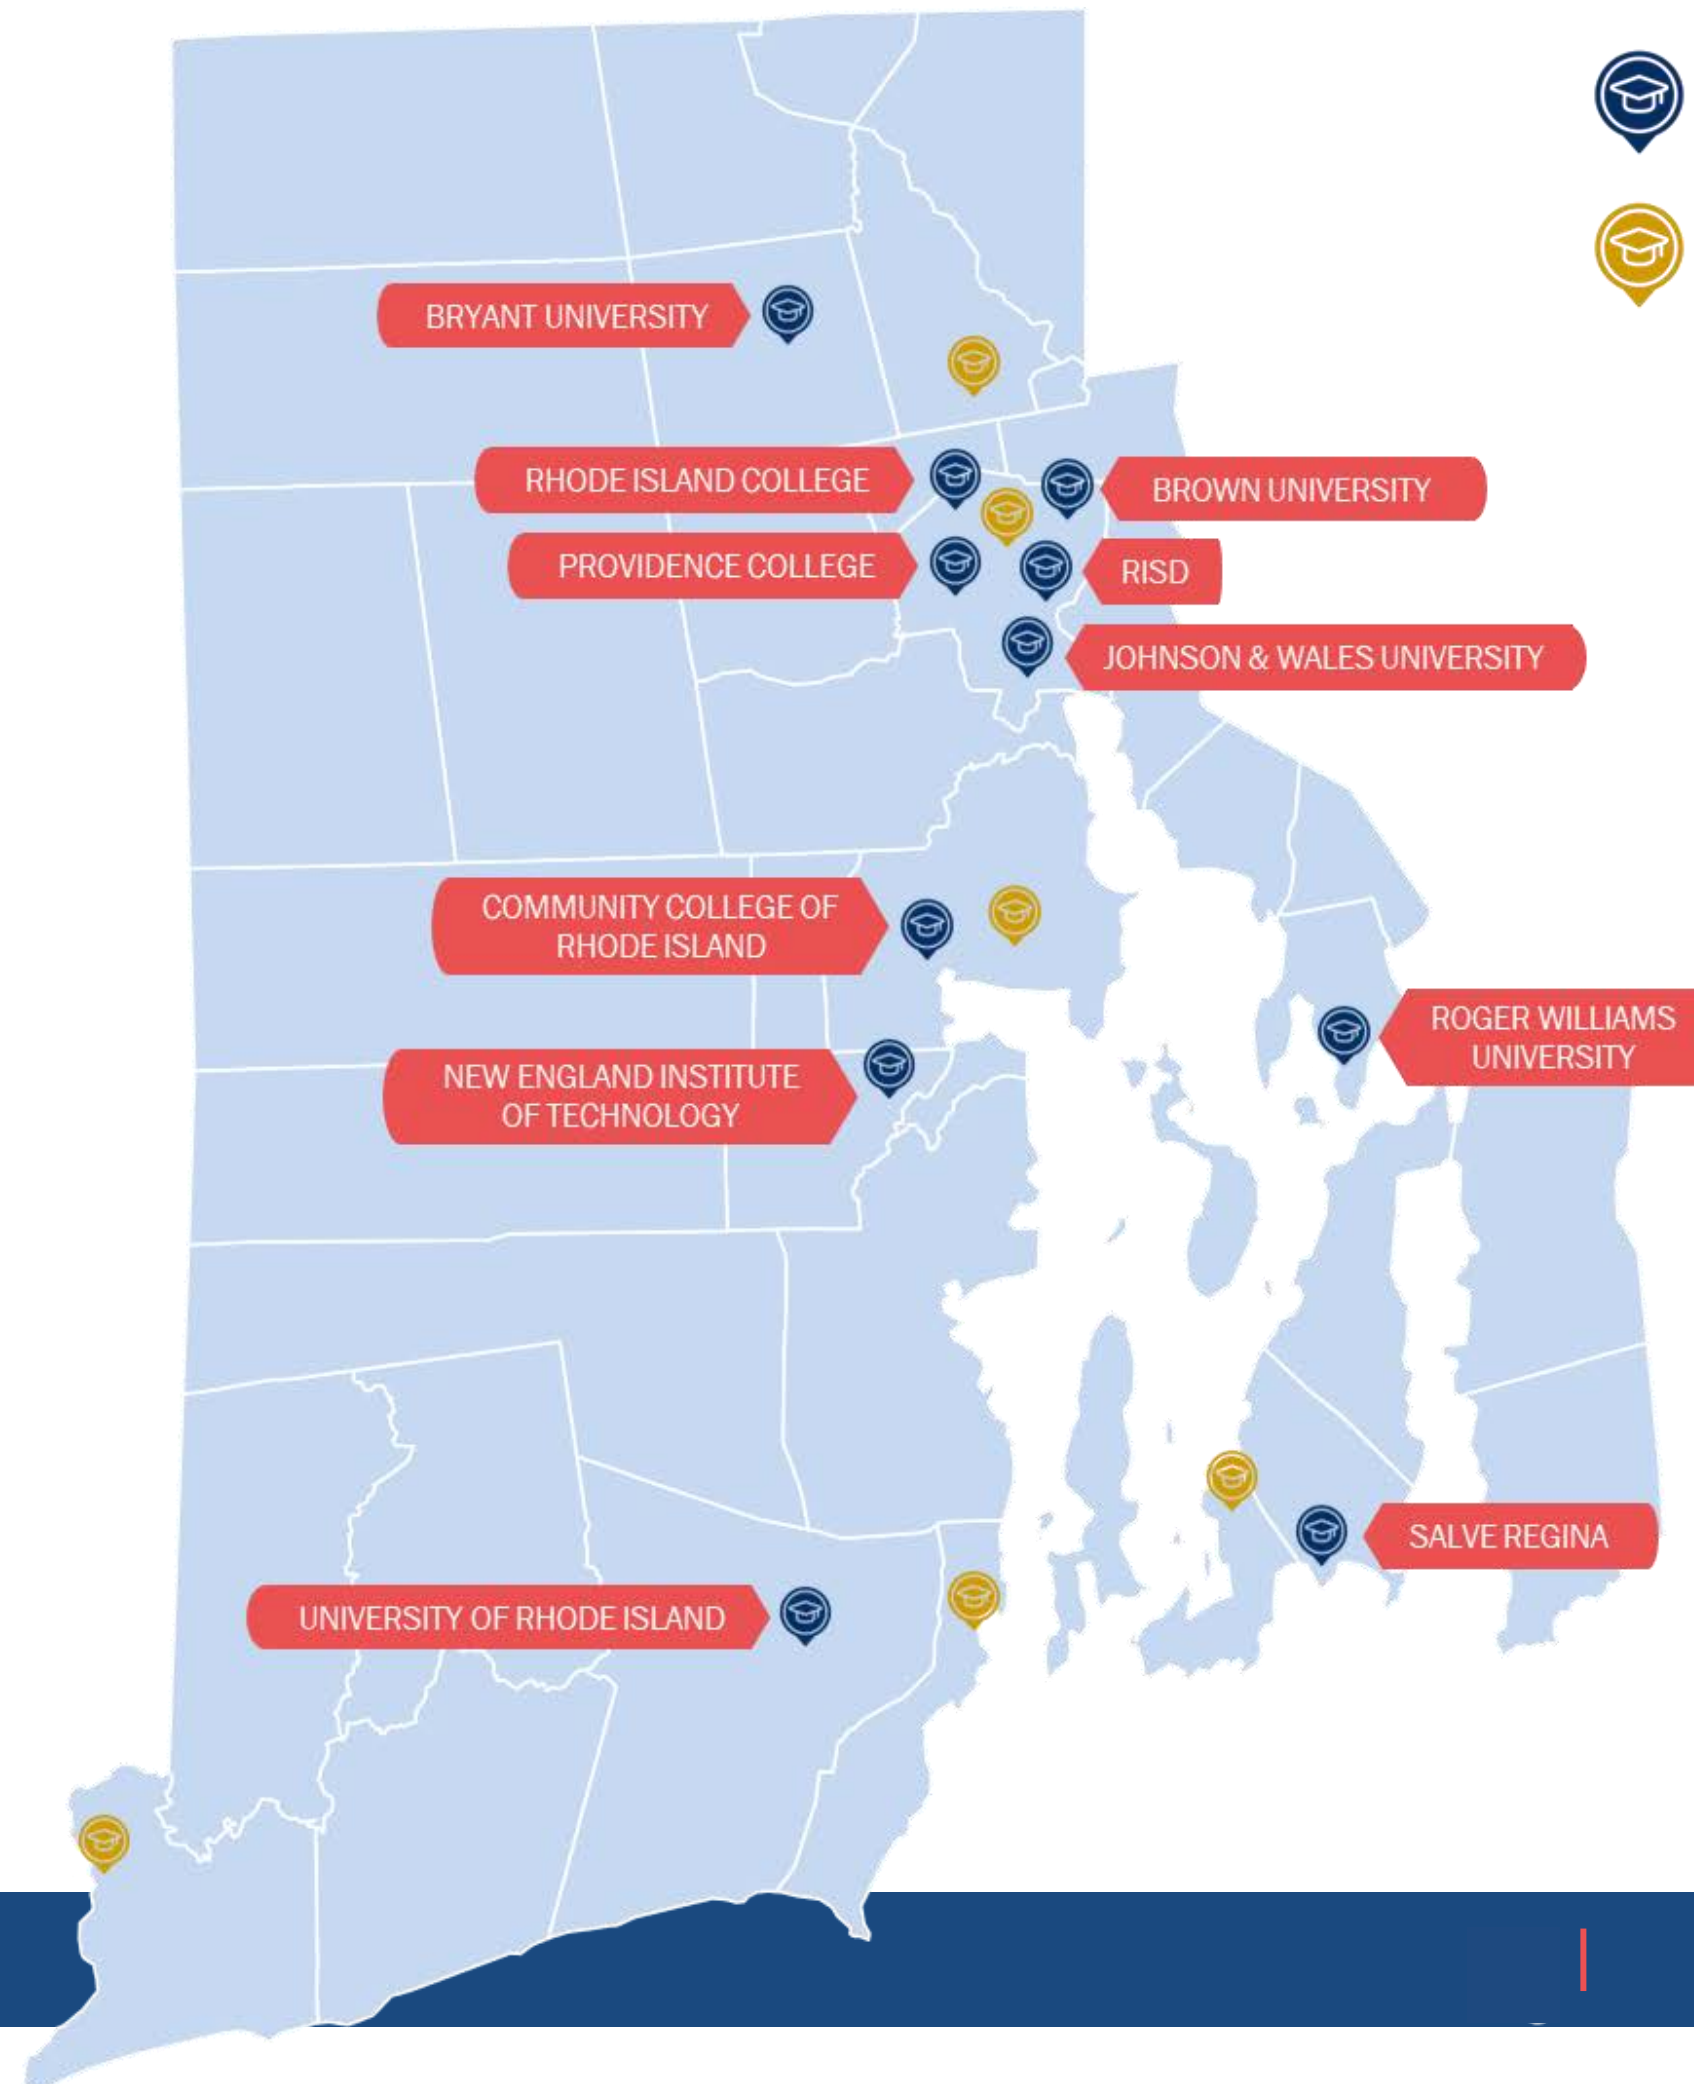 BRYANT UNIVERSITY
RHODE ISLAND COLLEGE
BROWN UNIVERSITY
PROVIDENCE COLLEGE
RISD
JOHNSON & WALES UNIVERSITY
COMMUNITY COLLEGE OF
RHODE ISLAND
ROGER WILLIAMS
UNIVERSITY
NEW ENGLAND INSTITUTE
OF TECHNOLOGY
SALVE REGINA
UNIVERSITY OF RHODE ISLAND